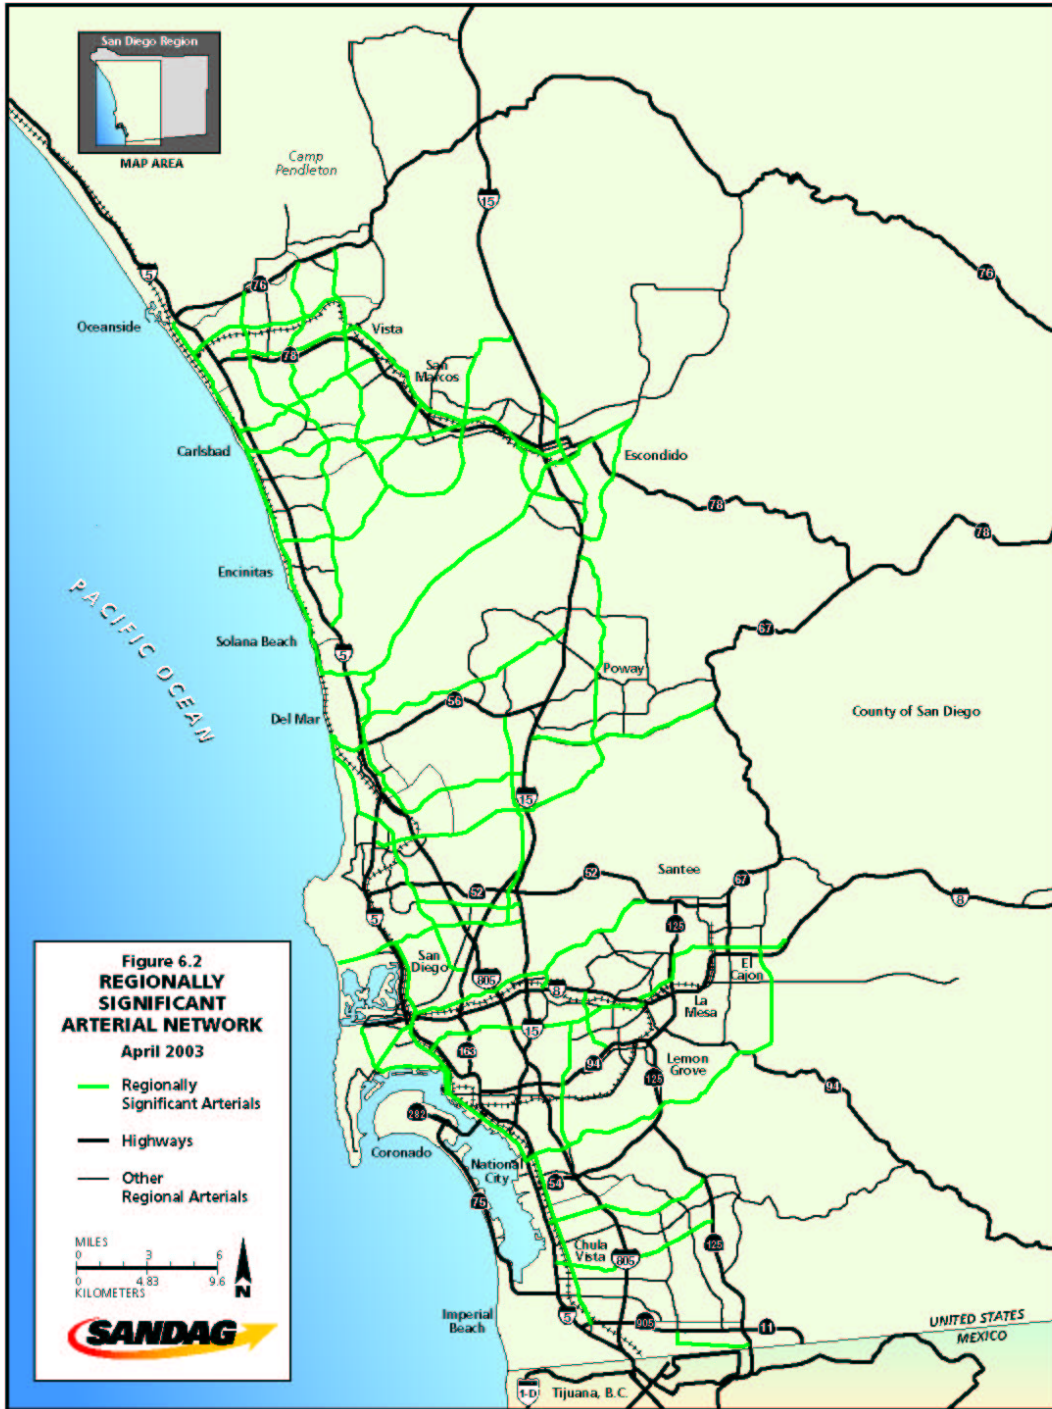 San Diego Region
MAP AREA
Camp
Pendleton
15
5
76
76
Oceanside
Vista
78
San
Marcos
Carlsbad
Escondido
78
78
Encinitas
PACIFIC OCEAN
Solana Beach
67
5
Poway
56
Del Mar
County of San Diego
15
Santee
52
67
52
8
5
125
San
Diego
El
Cajon
805
8
La
Mesa
15
163
94
Lemon
Grove
125
94
282
Coronado
National
City
54
75
Chula
Vista
125
805
Imperial
Beach
5
905
11
UNITED STATES
MEXICO
1-D
Tijuana, B.C.
Figure 6.2
REGIONALLY
SIGNIFICANT
ARTERIAL NETWORK
April 2003
Regionally
Significant Arterials
Highways
Other
Regional Arterials
MILES
0 3 6
0 4.83 9.6
KILOMETERS
N
SANDAG